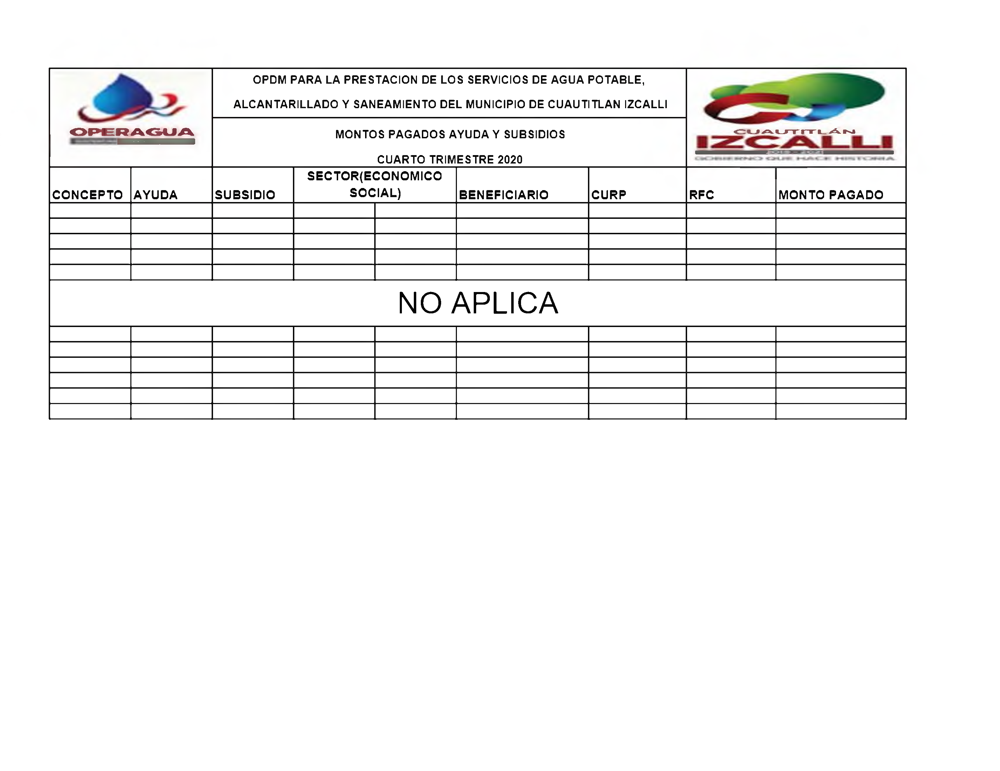 OPERAGUA
OPDM PARA LA PRESTACION DE LOS SERVICIOS DE AGUA POTABLE,
ALCANTARILLADO Y SANEAMIENTO DEL MUNICIPIO DE CUAUTITLAN IZCALLI
MONTOS PAGADOS AYUDA Y SUBSIDIOS
CUARTO TRIMESTRE 2020
CUAUTITLÁN
IZCALLI
2019 - 2021
GOBIERNO QUE HACE HISTORIA
CONCEPTO AYUDA SUBSIDIO SECTOR(ECONOMICO
SOCIAL) BENEFICIARIO CURP RFC MONTO PAGADO
NO APLICA